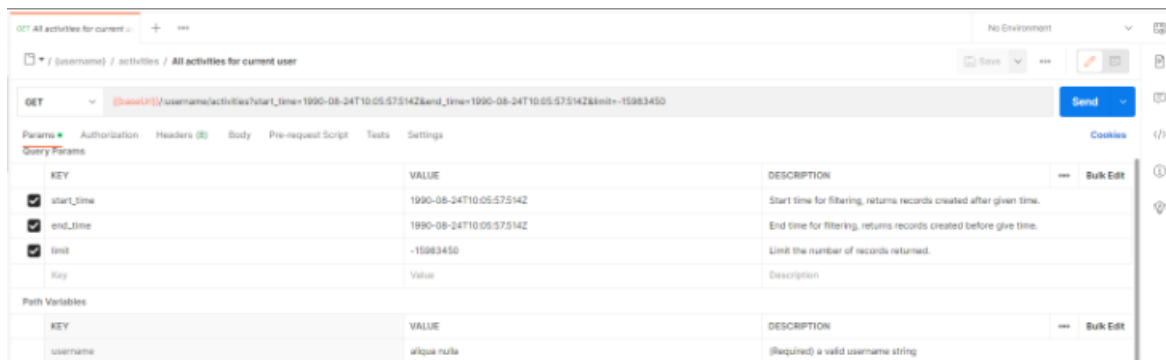 GET All activities for current u + ••• No Environment
/ {username} / activities / All activities for current user Save •••
GET {{baseUrl}}/:username/activities?start_time=1990-08-24T10:05:57.514Z&end_time=1990-08-24T10:05:57.514Z&limit=-15983450 Send
Params Authorization Headers (8) Body Pre-request Script Tests Settings Cookies
Query Params
KEY VALUE DESCRIPTION ••• Bulk Edit
start_time 1990-08-24T10:05:57.514Z Start time for filtering, returns records created after given time.
end_time 1990-08-24T10:05:57.514Z End time for filtering, returns records created before give time.
limit -15983450 Limit the number of records returned.
Key Value Description
Path Variables
KEY VALUE DESCRIPTION ••• Bulk Edit
username aliqua nulla (Required) a valid username string